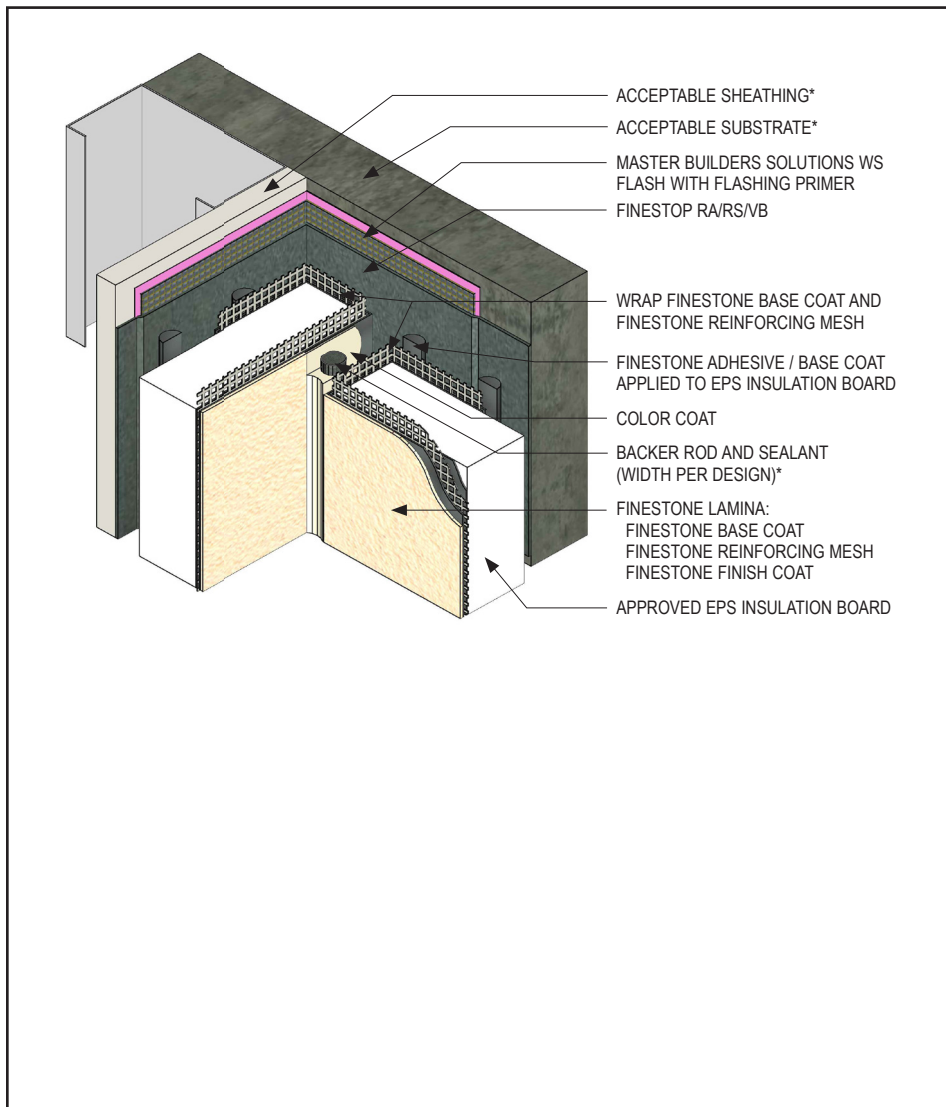 ACCEPTABLE SHEATHING*
ACCEPTABLE SUBSTRATE*
MASTER BUILDERS SOLUTIONS WS
FLASH WITH FLASHING PRIMER
FINESTOP RA/RS/VB
WRAP FINESTONE BASE COAT AND
FINESTONE REINFORCING MESH
FINESTONE ADHESIVE / BASE COAT
APPLIED TO EPS INSULATION BOARD
COLOR COAT
BACKER ROD AND SEALANT
(WIDTH PER DESIGN)*
FINESTONE LAMINA:
FINESTONE BASE COAT
FINESTONE REINFORCING MESH
FINESTONE FINISH COAT
APPROVED EPS INSULATION BOARD